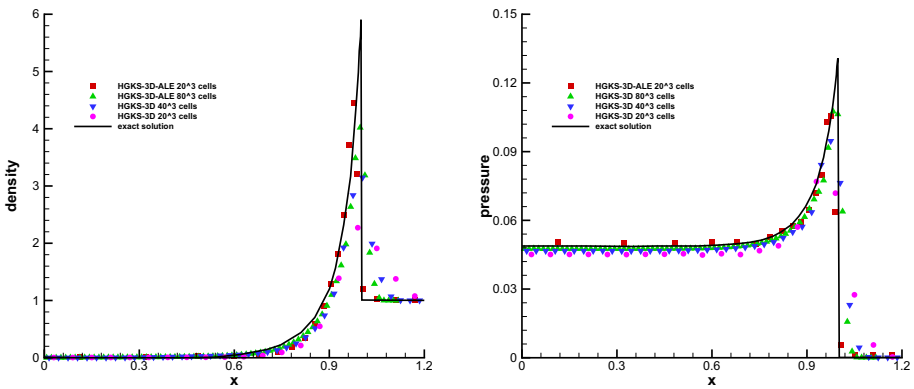 6
5
4
3
2
1
0
density
HGKS-3D-ALE 20^3 cells
HGKS-3D-ALE 80^3 cells
HGKS-3D 40^3 cells
HGKS-3D 20^3 cells
exact solution
0
0.3
0.6
0.9
1.2
x
0.15
0.12
0.09
0.06
0.03
0
pressure
HGKS-3D-ALE 20^3 cells
HGKS-3D 80^3 cells
HGKS-3D 40^3 cells
HGKS-3D 20^3 cells
exact solution
0
0.3
0.6
0.9
1.2
x